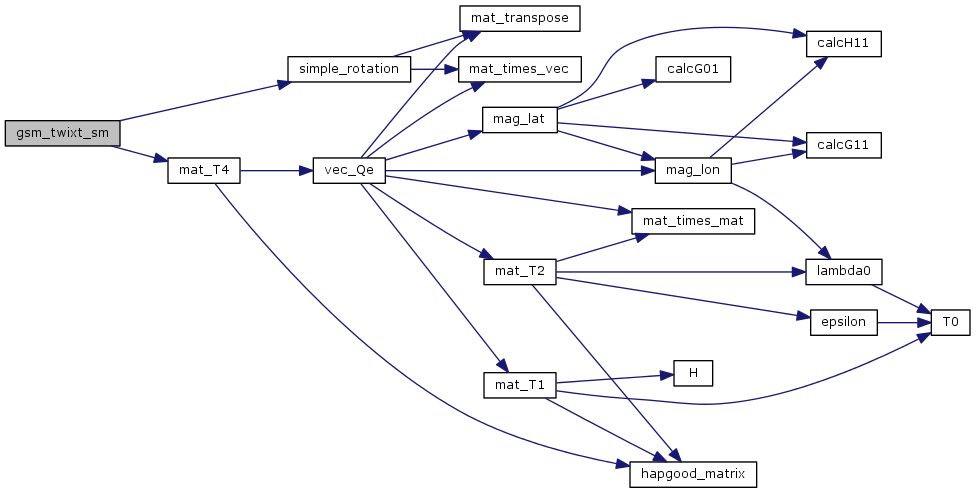 mat_transpose
calcH11
simple_rotation
mat_times_vec
calcG01
gsm_twixt_sm
mag_lat
calcG11
mat_T4
vec_Qe
mag_lon
mat_times_mat
mat_T2
lambda0
epsilon
T0
mat_T1
H
hapgood_matrix